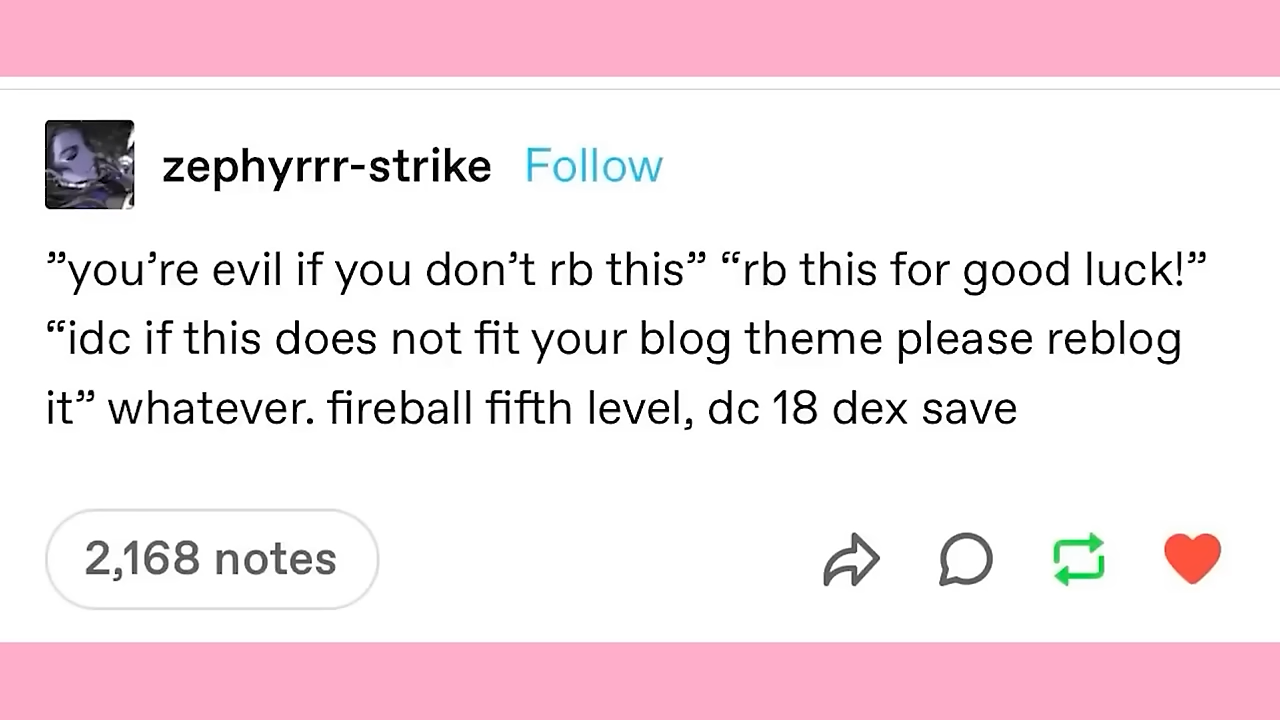 zephyrrr-strike Follow
”you’re evil if you don’t rb this” “rb this for good luck!”
“idc if this does not fit your blog theme please reblog
it” whatever. fireball fifth level, dc 18 dex save
2,168 notes